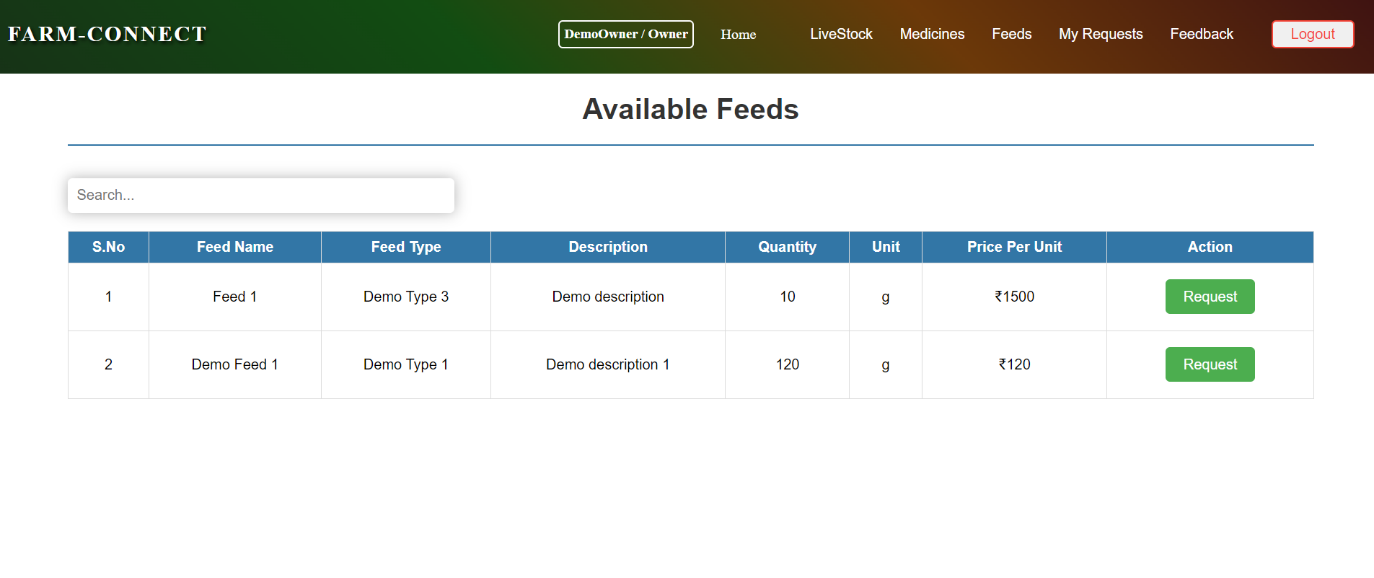 FARM-CONNECT DemoOwner / Owner Home LiveStock Medicines Feeds My Requests Feedback Logout
Available Feeds
Search...
S.No Feed Name Feed Type Description Quantity Unit Price Per Unit Action
1 Feed 1 Demo Type 3 Demo description 10 g ₹1500 Request
2 Demo Feed 1 Demo Type 1 Demo description 1 120 g ₹120 Request